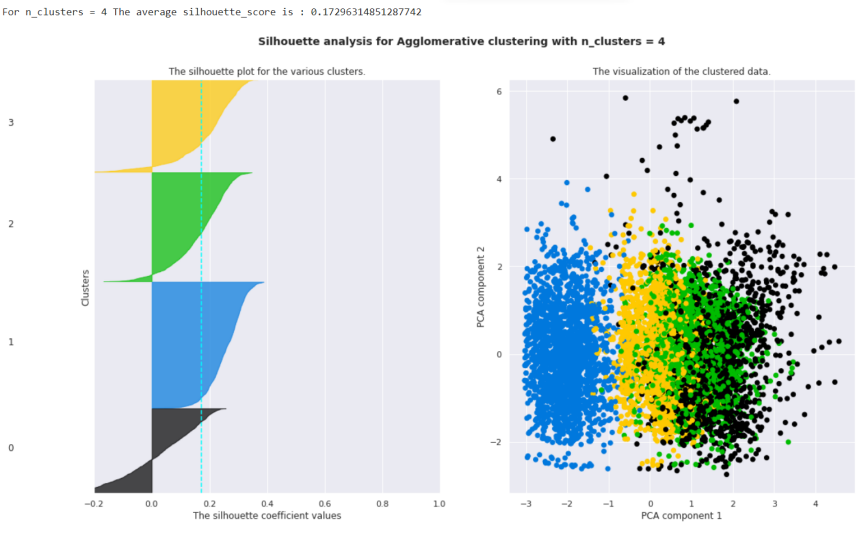 For n_clusters = 4 The average silhouette_score is : 0.17296314851287742
Silhouette analysis for Agglomerative clustering with n_clusters = 4
The silhouette plot for the various clusters.
Clusters
3
2
1
0
−0.2 0.0 0.2 0.4 0.6 0.8 1.0
The silhouette coefficient values
The visualization of the clustered data.
PCA component 2
6
4
2
0
−2
−3 −2 −1 0 1 2 3 4
PCA component 1